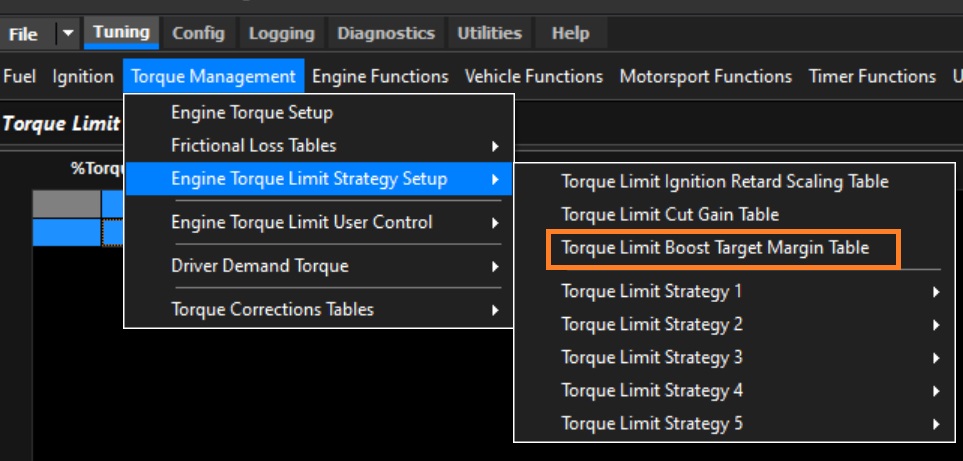 File Tuning Config Logging Diagnostics Utilities Help
Fuel Ignition Torque Management Engine Functions Vehicle Functions Motorsport Functions Timer Functions U
Torque Limit
%Torqu
Engine Torque Setup
Frictional Loss Tables
Engine Torque Limit Strategy Setup
Engine Torque Limit User Control
Driver Demand Torque
Torque Corrections Tables
Torque Limit Ignition Retard Scaling Table
Torque Limit Cut Gain Table
Torque Limit Boost Target Margin Table
Torque Limit Strategy 1
Torque Limit Strategy 2
Torque Limit Strategy 3
Torque Limit Strategy 4
Torque Limit Strategy 5